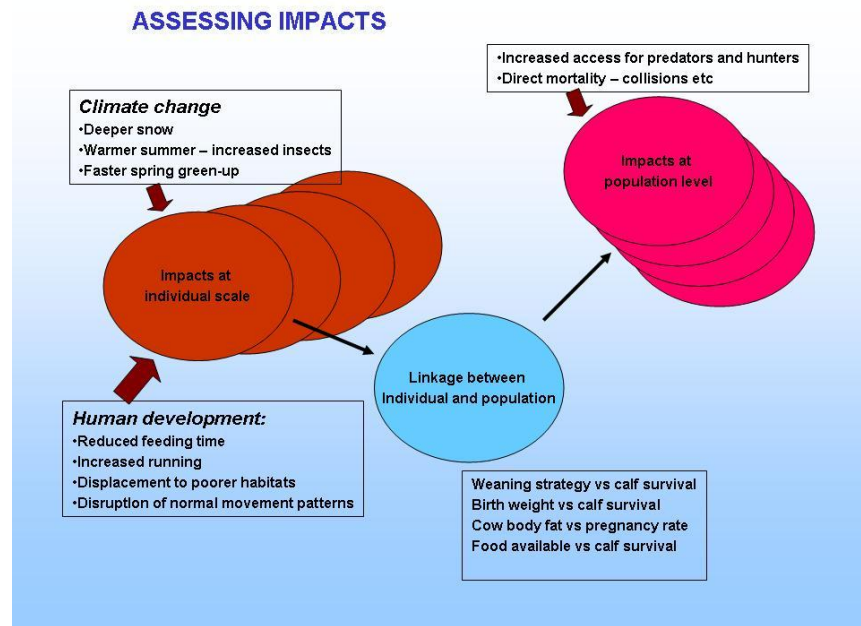 ASSESSING IMPACTS
•Increased access for predators and hunters
•Direct mortality – collisions etc
Climate change
•Deeper snow
•Warmer summer – increased insects
•Faster spring green-up
Impacts at
population level
Impacts at
individual scale
Linkage between
Individual and population
Human development:
•Reduced feeding time
•Increased running
•Displacement to poorer habitats
•Disruption of normal movement patterns
Weaning strategy vs calf survival
Birth weight vs calf survival
Cow body fat vs pregnancy rate
Food available vs calf survival